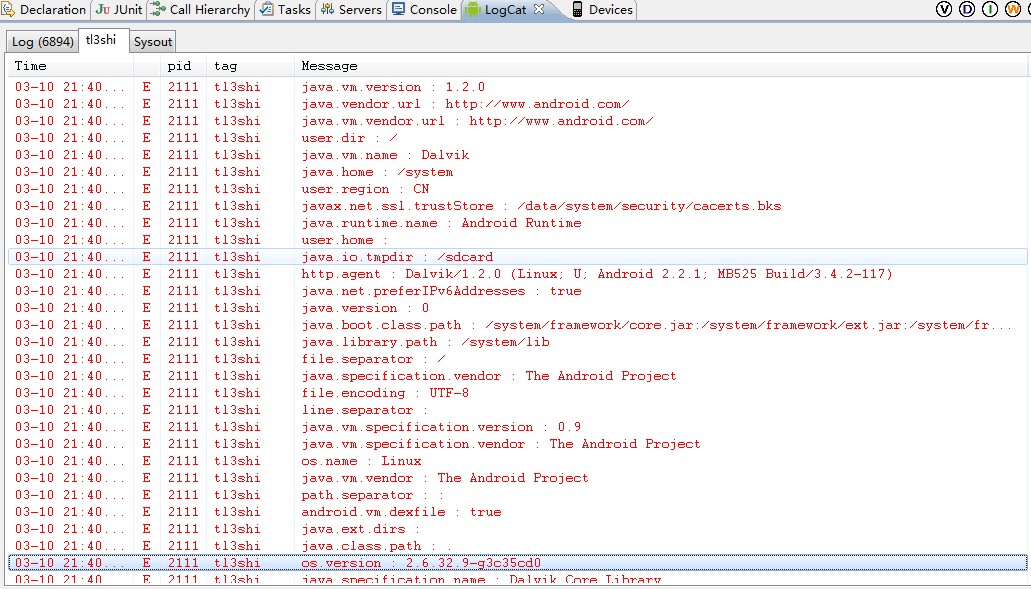 Declaration JUnit Call Hierarchy Tasks Servers Console LogCat Devices V D I W
Log (6894) tl3shi Sysout
Time pid tag Message
03-10 21:40... E 2111 tl3shi java.vm.version : 1.2.0
03-10 21:40... E 2111 tl3shi java.vendor.url : http://www.android.com/
03-10 21:40... E 2111 tl3shi java.vm.vendor.url : http://www.android.com/
03-10 21:40... E 2111 tl3shi user.dir : /
03-10 21:40... E 2111 tl3shi java.vm.name : Dalvik
03-10 21:40... E 2111 tl3shi java.home : /system
03-10 21:40... E 2111 tl3shi user.region : CN
03-10 21:40... E 2111 tl3shi javax.net.ssl.trustStore : /data/system/security/cacerts.bks
03-10 21:40... E 2111 tl3shi java.runtime.name : Android Runtime
03-10 21:40... E 2111 tl3shi user.home :
03-10 21:40... E 2111 tl3shi java.io.tmpdir : /sdcard
03-10 21:40... E 2111 tl3shi http.agent : Dalvik/1.2.0 (Linux; U; Android 2.2.1; MB525 Build/3.4.2-117)
03-10 21:40... E 2111 tl3shi java.net.preferIPv6Addresses : true
03-10 21:40... E 2111 tl3shi java.version : 0
03-10 21:40... E 2111 tl3shi java.boot.class.path : /system/framework/core.jar:/system/framework/ext.jar:/system/fr...
03-10 21:40... E 2111 tl3shi java.library.path : /system/lib
03-10 21:40... E 2111 tl3shi file.separator : /
03-10 21:40... E 2111 tl3shi java.specification.vendor : The Android Project
03-10 21:40... E 2111 tl3shi file.encoding : UTF-8
03-10 21:40... E 2111 tl3shi line.separator :
03-10 21:40... E 2111 tl3shi java.vm.specification.version : 0.9
03-10 21:40... E 2111 tl3shi java.vm.specification.vendor : The Android Project
03-10 21:40... E 2111 tl3shi os.name : Linux
03-10 21:40... E 2111 tl3shi java.vm.vendor : The Android Project
03-10 21:40... E 2111 tl3shi path.separator : :
03-10 21:40... E 2111 tl3shi android.vm.dexfile : true
03-10 21:40... E 2111 tl3shi java.ext.dirs :
03-10 21:40... E 2111 tl3shi java.class.path : .
03-10 21:40... E 2111 tl3shi os.version : 2.6.32.9-g3c35cd0
03-10 21:40 E 2111 tl3shi java.specification.name : Dalvik Core Library